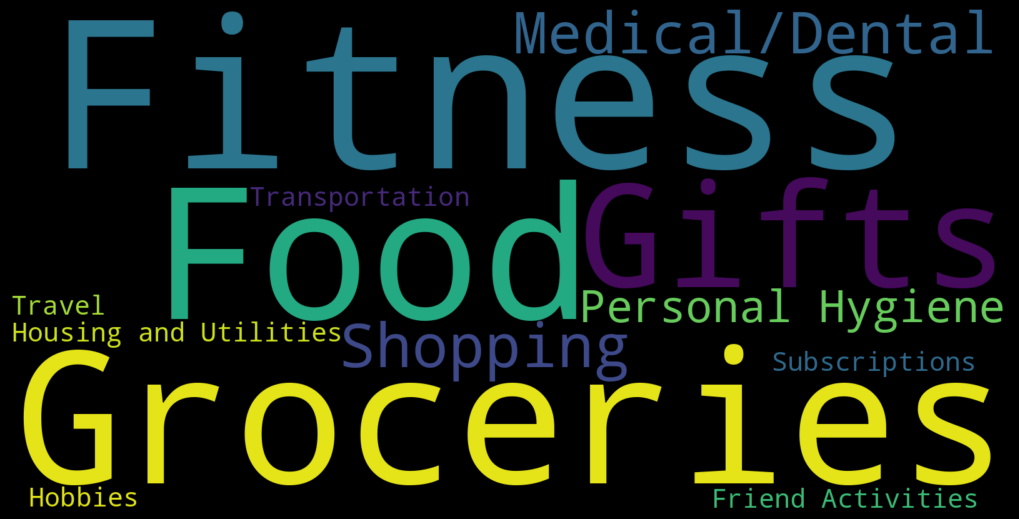 Medical/Dental
Fitness
Transportation
Food
Gifts
Travel
Personal Hygiene
Housing and Utilities
Shopping
Subscriptions
Groceries
Hobbies
Friend Activities